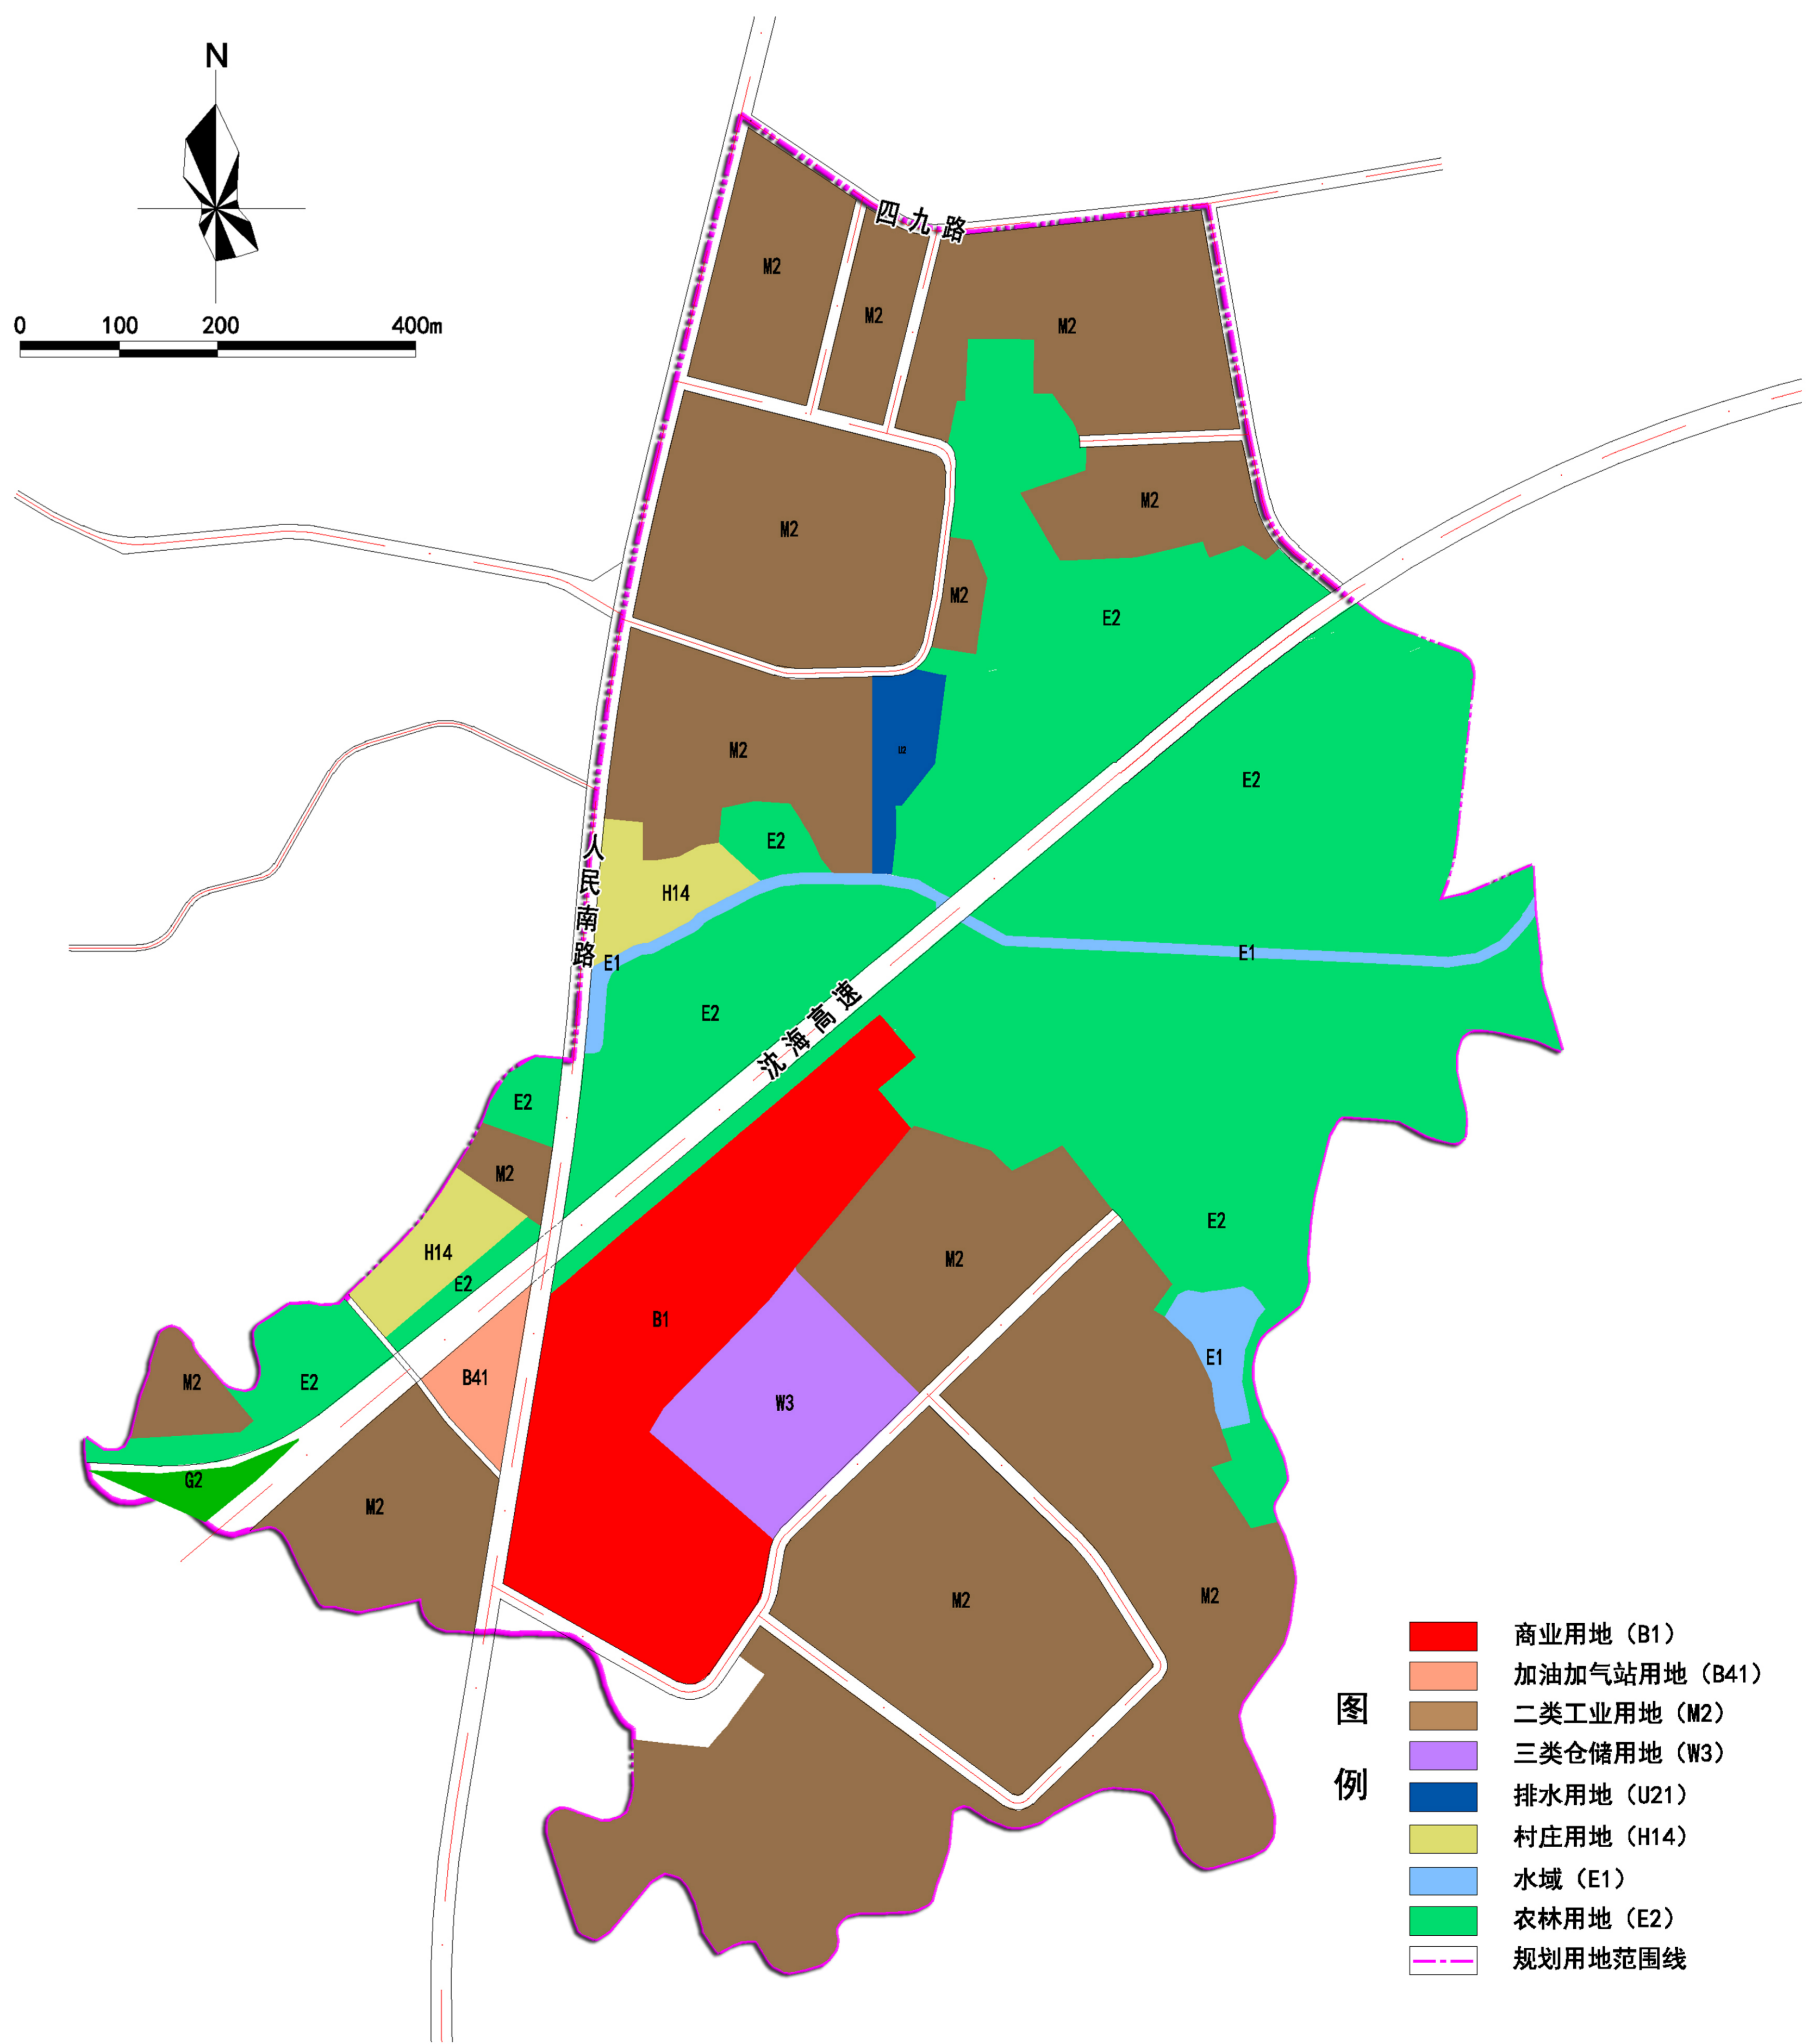 N
0 100 200 400m
四九路
M2
M2
M2
M2
M2
M2
E2
M2
U2
E2
E2
人民南路
H14
E1
E1
E2
沈海高速
E2
M2
H14
E2
E2
M2
B1
E1
M2
E2
B41
W3
G2
M2
M2
M2
图例
商业用地（B1）
加油加气站用地（B41）
二类工业用地（M2）
三类仓储用地（W3）
排水用地（U21）
村庄用地（H14）
水域（E1）
农林用地（E2）
规划用地范围线